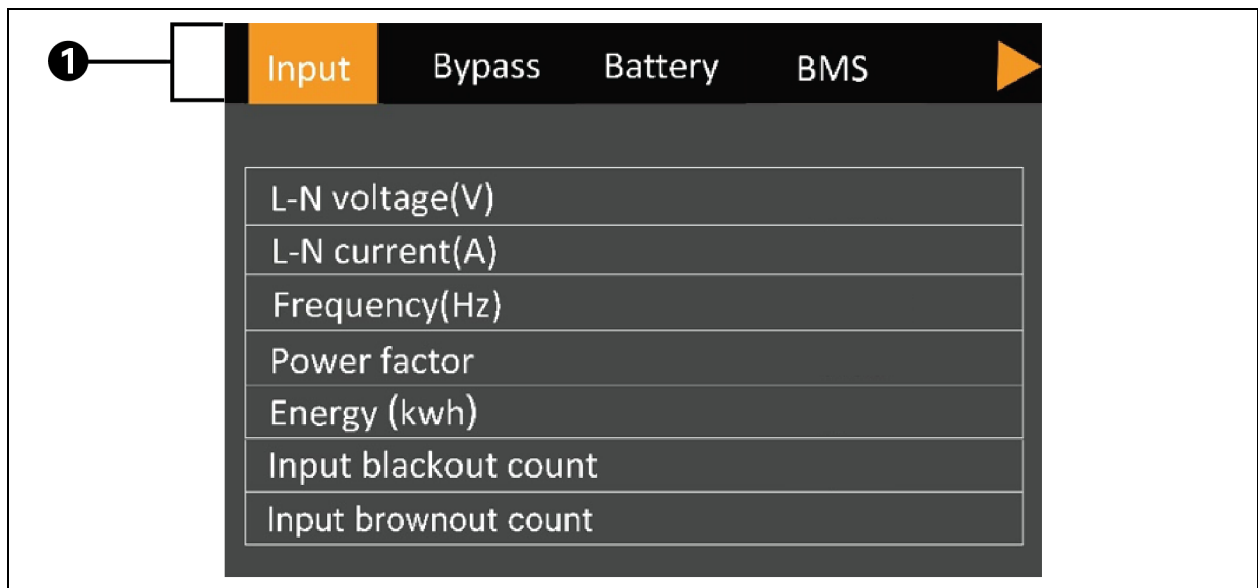 1 Input Bypass Battery BMS
L-N voltage(V)
L-N current(A)
Frequency(Hz)
Power factor
Energy (kwh)
Input blackout count
Input brownout count